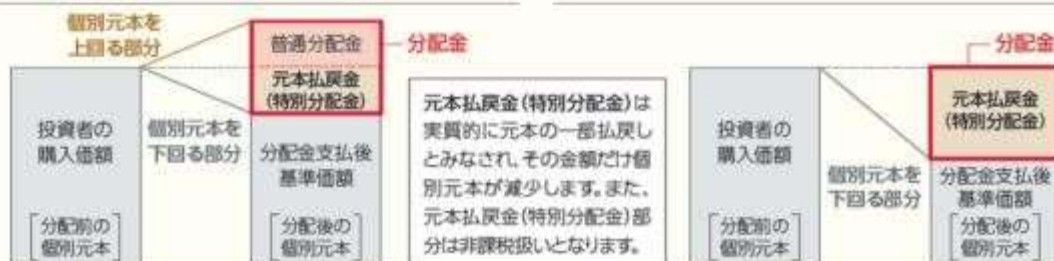 個別元本を
上回る部分
普通分配金
分配金
元本払戻金
(特別分配金)
投資者の
購入価額
個別元本を
下回る部分
分配金支払後
基準価額
分配前の
個別元本
分配後の
個別元本
元本払戻金(特別分配金)は
実質的に元本の一部払戻し
とみなされ、その金額だけ個
別元本が減少します。また、
元本払戻金(特別分配金)部
分は非課税扱いとなります。
分配金
元本払戻金
(特別分配金)
投資者の
購入価額
個別元本を
下回る部分
分配金支払後
基準価額
分配前の
個別元本
分配後の
個別元本